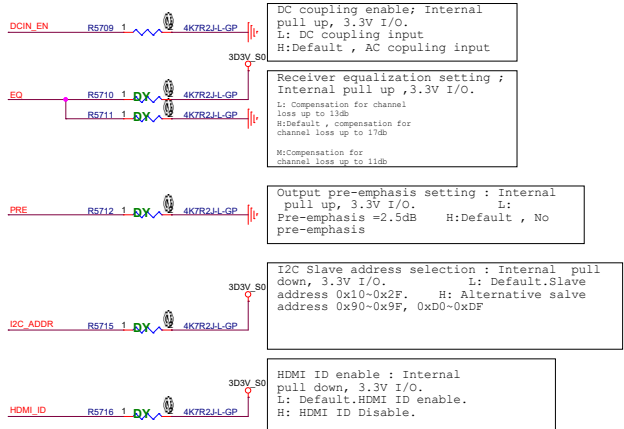 DCIN_EN R5709 1 2 4K7R2J-L-GP
DC coupling enable; Internal
pull up, 3.3V I/O.
L: DC coupling input
H:Default , AC copuling input
3D3V_S0
EQ R5710 1 DY 2 4K7R2J-L-GP
R5711 1 DY 2 4K7R2J-L-GP
Receiver equalization setting ;
Internal pull up ,3.3V I/O.
L: Compensation for channel
loss up to 13db
H:Default , compensation for
channel loss up to 17db
M:Compensation for
channel loss up to 11db
PRE R5712 1 DY 2 4K7R2J-L-GP
Output pre-emphasis setting : Internal
pull up, 3.3V I/O. L:
Pre-emphasis =2.5dB H:Default , No
pre-emphasis
3D3V_S0
I2C_ADDR R5715 1 DY 2 4K7R2J-L-GP
I2C Slave address selection : Internal pull
down, 3.3V I/O. L: Default.Slave
address 0x10~0x2F. H: Alternative salve
address 0x90~0x9F, 0xD0~0xDF
3D3V_S0
HDMI_ID R5716 1 DY 2 4K7R2J-L-GP
HDMI ID enable : Internal
pull down, 3.3V I/O.
L: Default.HDMI ID enable.
H: HDMI ID Disable.